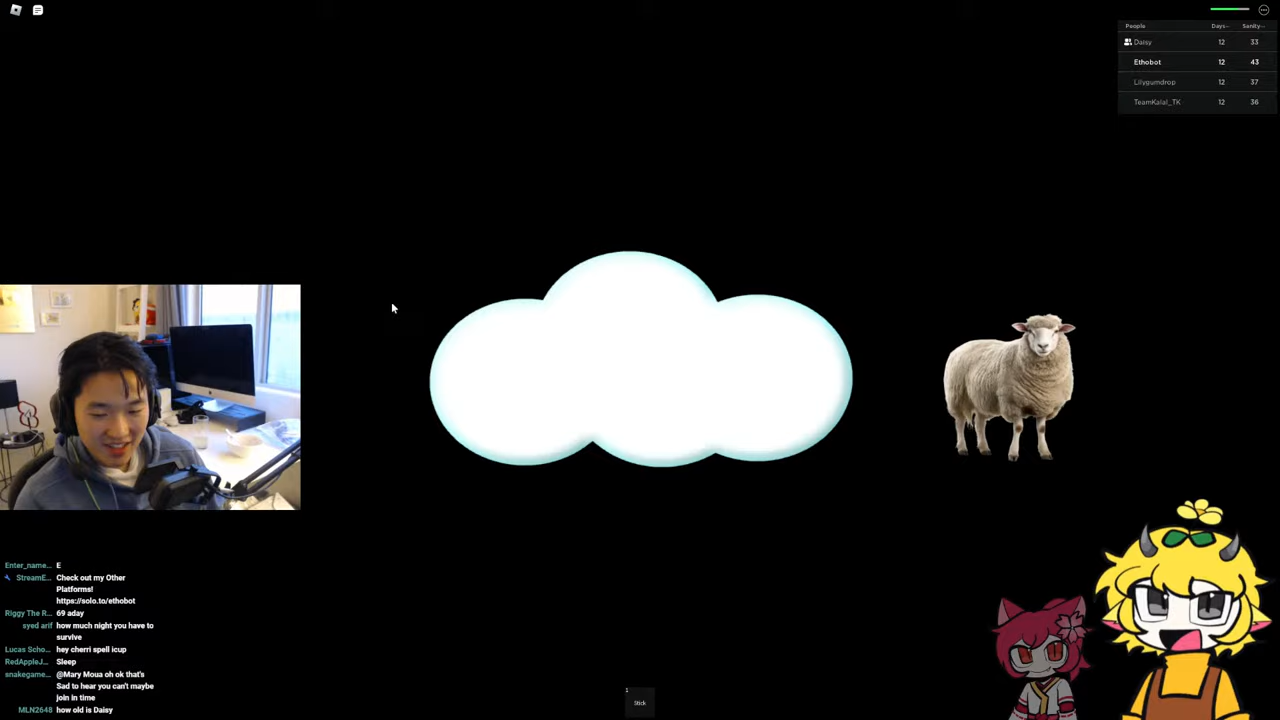 People Days... Sanity...
Daisy 12 33
Ethobot 12 43
Lilygumdrop 12 37
TeamKalal_TK 12 36
Enter_name... E
StreamE... Check out my Other
Platforms!
https://solo.to/ethobot
Riggy The R... 69 aday
syed arif how much night you have to
survive
Lucas Scho... hey cherri spell icup
RedAppleJ... Sleep
snakegame... @Mary Moua oh ok that's
Sad to hear you can't maybe
join in time
MLN2648 how old is Daisy
1
Stick